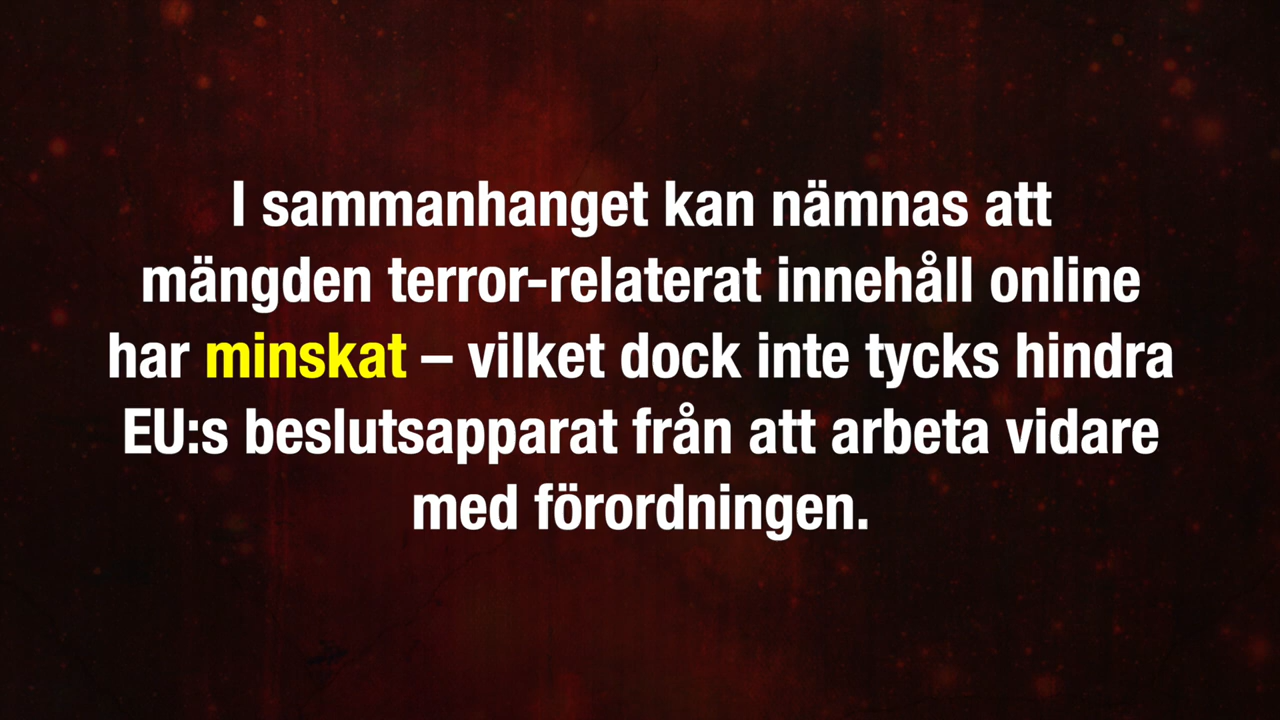 I sammanhanget kan nämnas att
mängden terror-relaterat innehåll online
har minskat – vilket dock inte tycks hindra
EU:s beslutsapparat från att arbeta vidare
med förordningen.